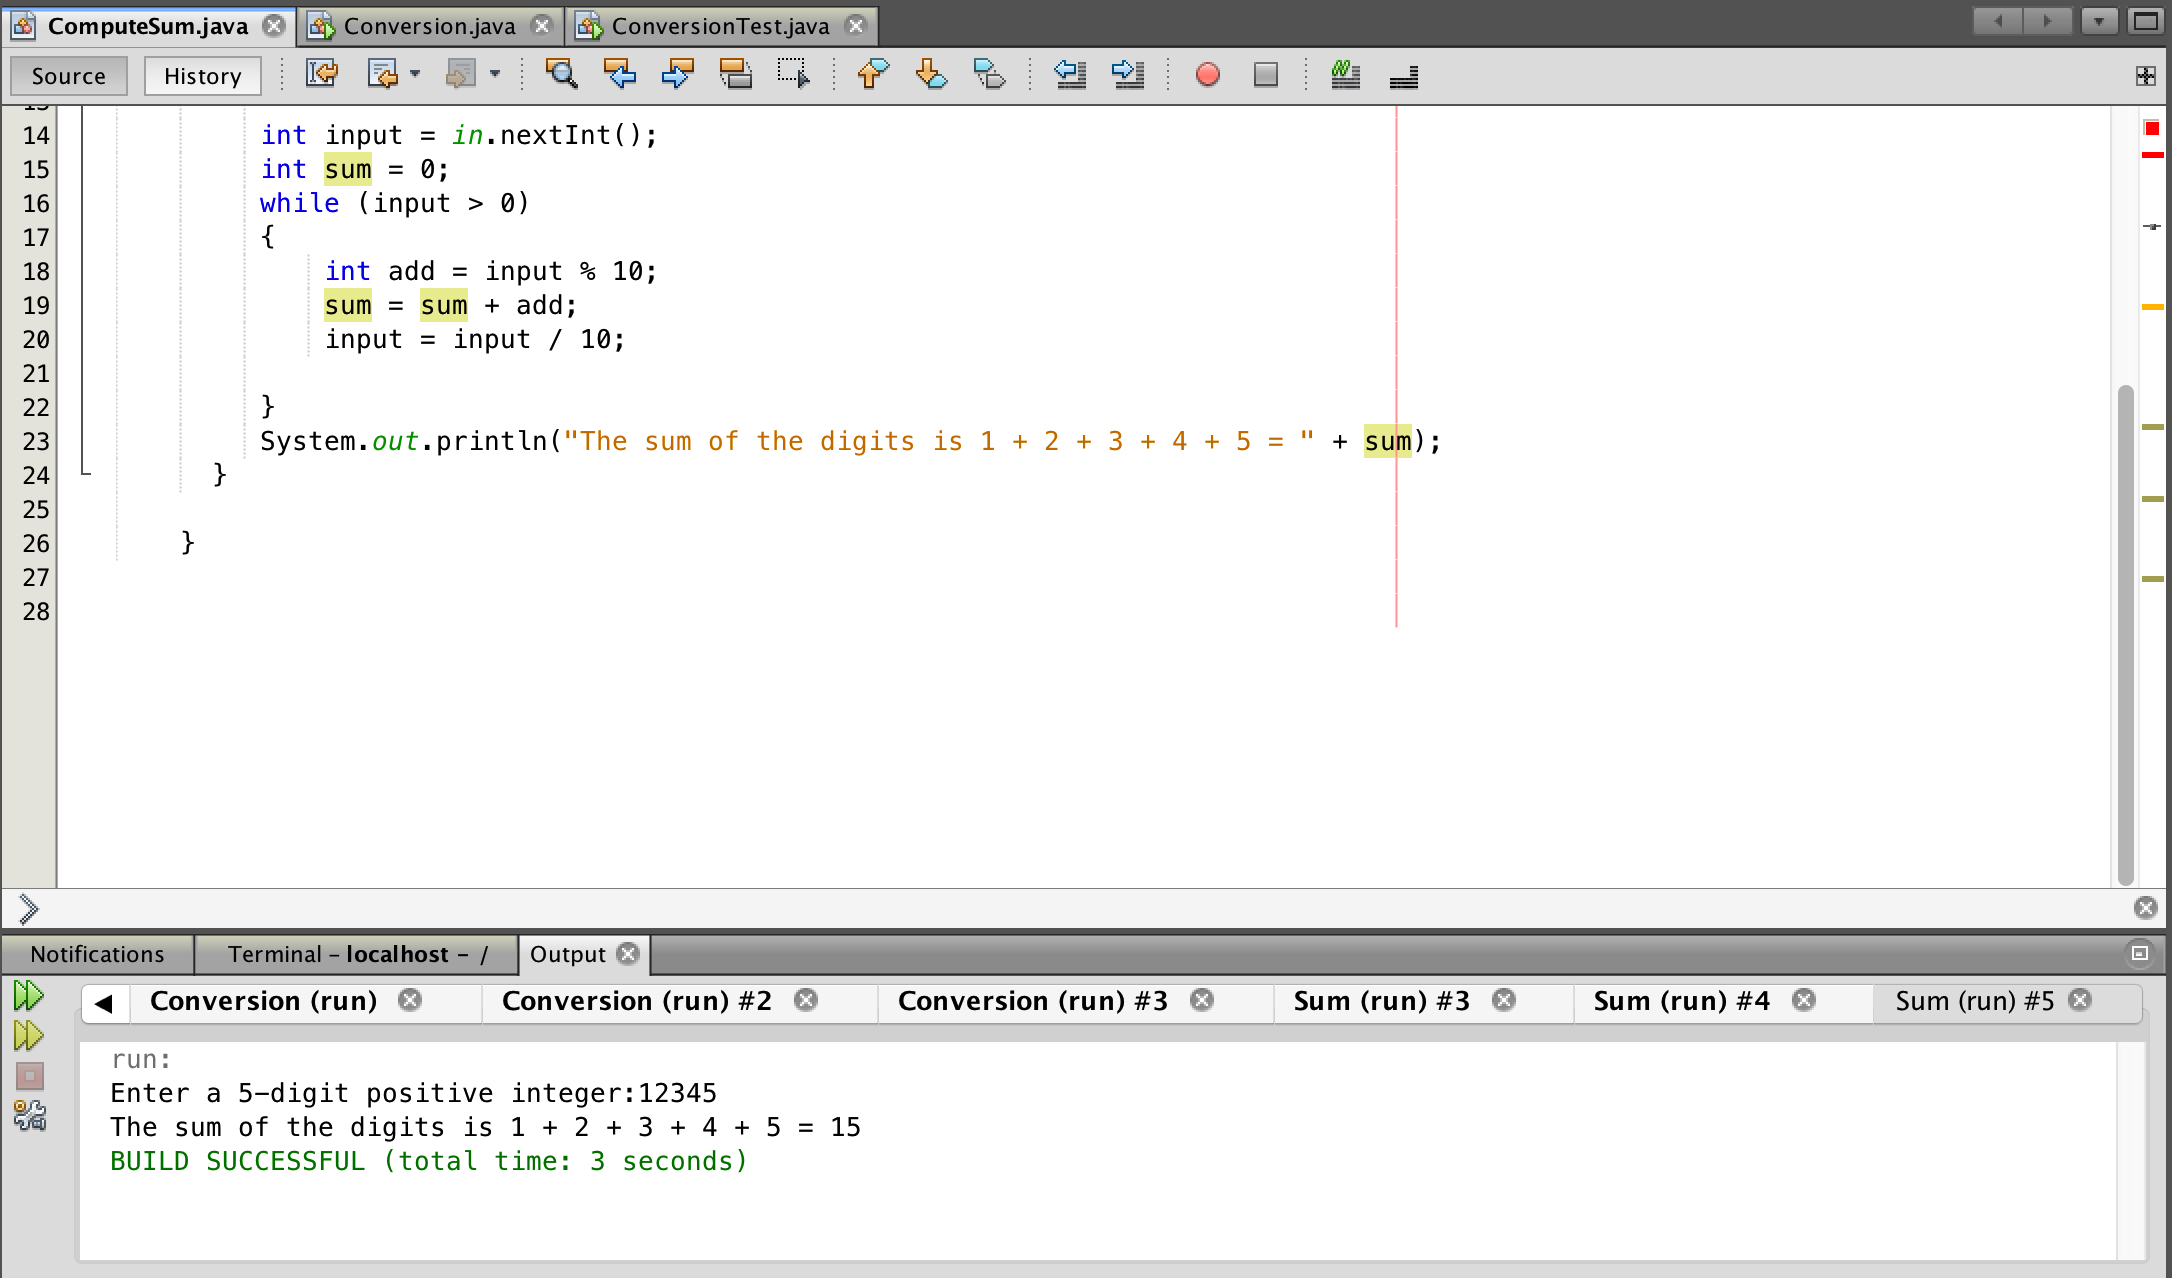 ComputeSum.java Conversion.java ConversionTest.java
Source History
14 int input = in.nextInt();
15 int sum = 0;
16 while (input > 0)
17 {
18 int add = input % 10;
19 sum = sum + add;
20 input = input / 10;
21
22 }
23 System.out.println("The sum of the digits is 1 + 2 + 3 + 4 + 5 = " + sum);
24 }
25
26 }
27
28
Notifications Terminal – localhost – / Output
Conversion (run) Conversion (run) #2 Conversion (run) #3 Sum (run) #3 Sum (run) #4 Sum (run) #5
run:
Enter a 5-digit positive integer:12345
The sum of the digits is 1 + 2 + 3 + 4 + 5 = 15
BUILD SUCCESSFUL (total time: 3 seconds)